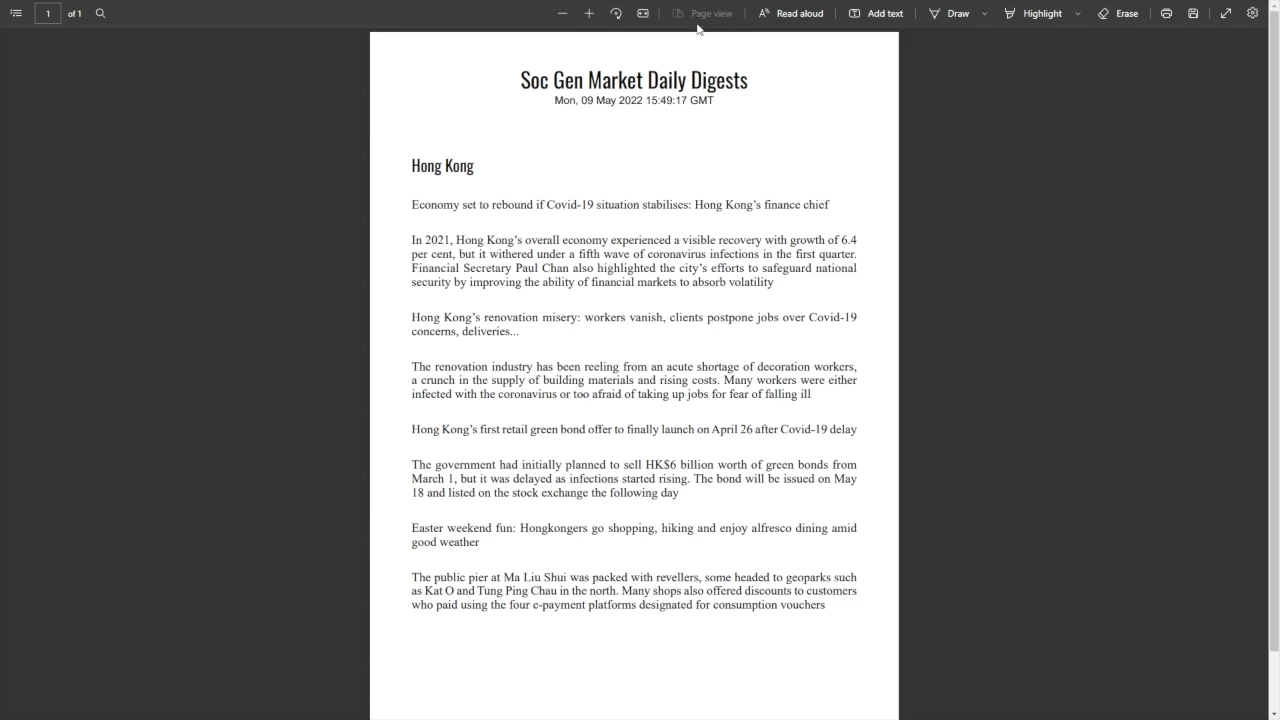 1 of 1 Page view Read aloud Add text Draw Highlight Erase
Soc Gen Market Daily Digests
Mon, 09 May 2022 15:49:17 GMT
Hong Kong
Economy set to rebound if Covid-19 situation stabilises: Hong Kong's finance chief
In 2021, Hong Kong's overall economy experienced a visible recovery with growth of 6.4
per cent, but it withered under a fifth wave of coronavirus infections in the first quarter.
Financial Secretary Paul Chan also highlighted the city's efforts to safeguard national
security by improving the ability of financial markets to absorb volatility
Hong Kong's renovation misery: workers vanish, clients postpone jobs over Covid-19
concerns, deliveries...
The renovation industry has been reeling from an acute shortage of decoration workers,
a crunch in the supply of building materials and rising costs. Many workers were either
infected with the coronavirus or too afraid of taking up jobs for fear of falling ill
Hong Kong's first retail green bond offer to finally launch on April 26 after Covid-19 delay
The government had initially planned to sell HK$6 billion worth of green bonds from
March 1, but it was delayed as infections started rising. The bond will be issued on May
18 and listed on the stock exchange the following day
Easter weekend fun: Hongkongers go shopping, hiking and enjoy alfresco dining amid
good weather
The public pier at Ma Liu Shui was packed with revellers, some headed to geoparks such
as Kat O and Tung Ping Chau in the north. Many shops also offered discounts to customers
who paid using the four e-payment platforms designated for consumption vouchers